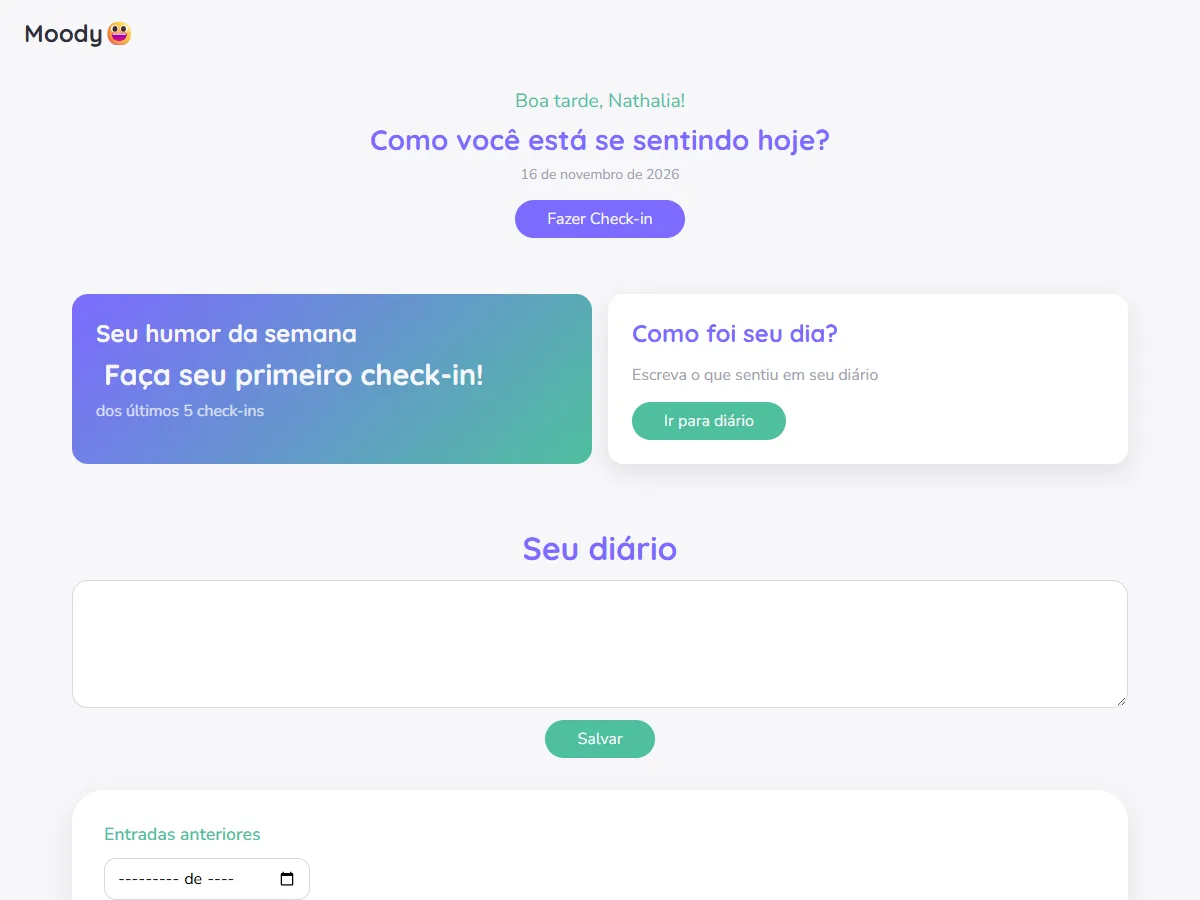 Moody
Boa tarde, Nathalia!
Como você está se sentindo hoje?
16 de novembro de 2026
Fazer Check-in
Seu humor da semana
Faça seu primeiro check-in!
dos últimos 5 check-ins
Como foi seu dia?
Escreva o que sentiu em seu diário
Ir para diário
Seu diário
Salvar
Entradas anteriores
--------- de ----